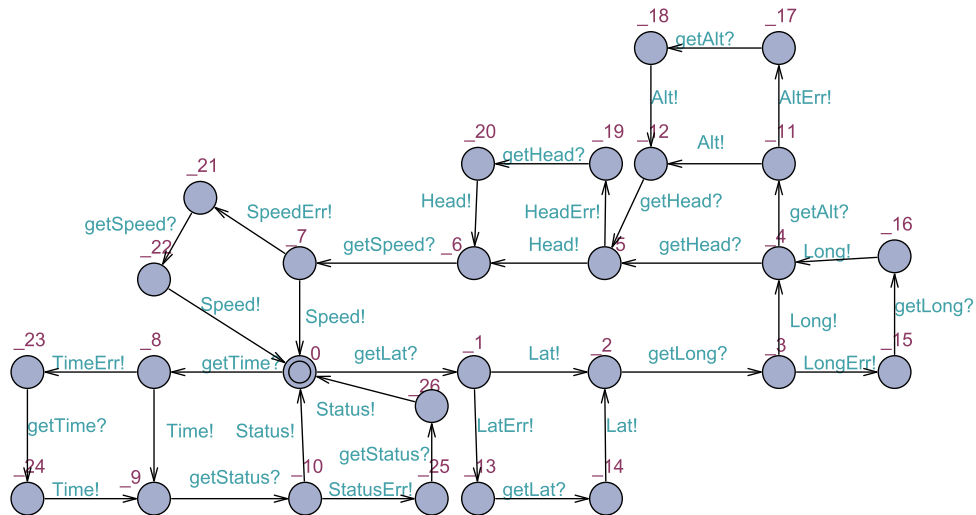 _18
_17
getAlt?
Alt!
AltErr!
_20
_19
_12
_11
getHead?
Alt!
_21
Head!
HeadErr!
getHead?
getAlt?
getSpeed?
SpeedErr!
_16
_22
_7
getSpeed?
_6
Head!
_5
getHead?
_4
Long!
Speed!
Speed!
Long!
getLong?
_23
_8
0
_1
_2
_3
_15
TimeErr!
getTime?
getLat?
Lat!
getLong?
LongErr!
_26
Status!
getTime?
Time!
Status!
LatErr!
Lat!
getStatus?
_24
_9
getStatus?
_10
_25
_13
_14
Time!
StatusErr!
getLat?